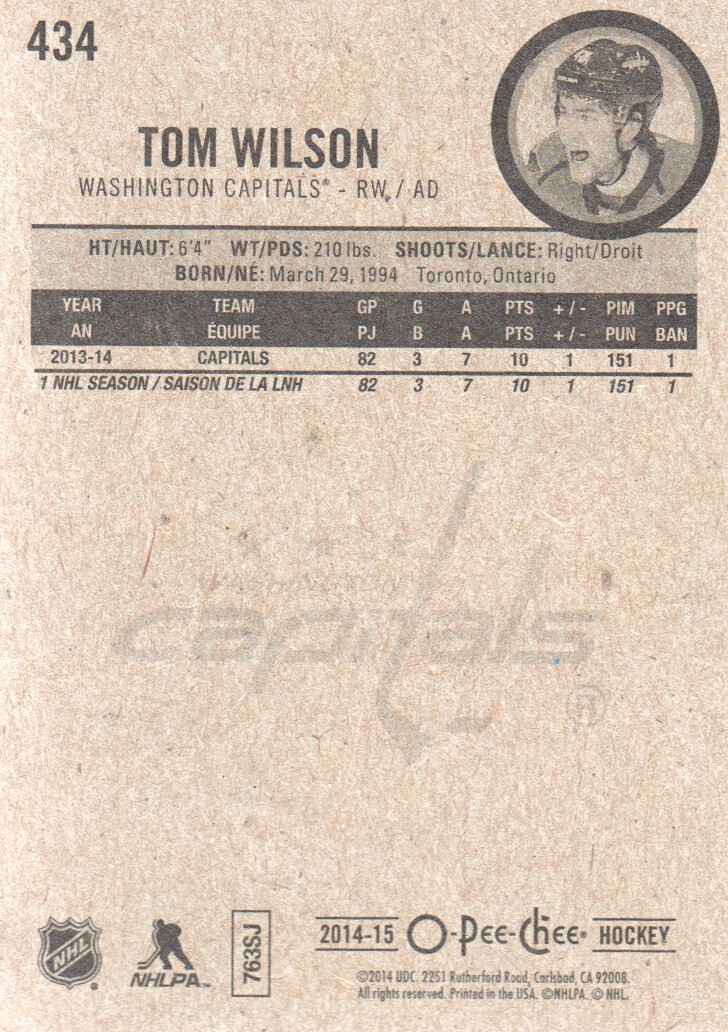 434
TOM WILSON
WASHINGTON CAPITALS® - RW / AD
HT/HAUT: 6'4" WT/PDS: 210 lbs. SHOOTS/LANCE: Right/Droit
BORN/NÉ: March 29, 1994 Toronto, Ontario
YEAR TEAM GP G A PTS +/- PIM PPG
AN ÉQUIPE PJ B A PTS +/- PUN BAN
2013-14 CAPITALS 82 3 7 10 1 151 1
1 NHL SEASON / SAISON DE LA LNH 82 3 7 10 1 151 1
WASHINGTON
capitals
®
NHL ®
NHLPA™
763SJ
2014-15 O-Pee-Chee® HOCKEY
©2014 UDC. 2251 Rutherford Road, Carlsbad, CA 92008.
All rights reserved. Printed in the USA. ©NHLPA. © NHL.